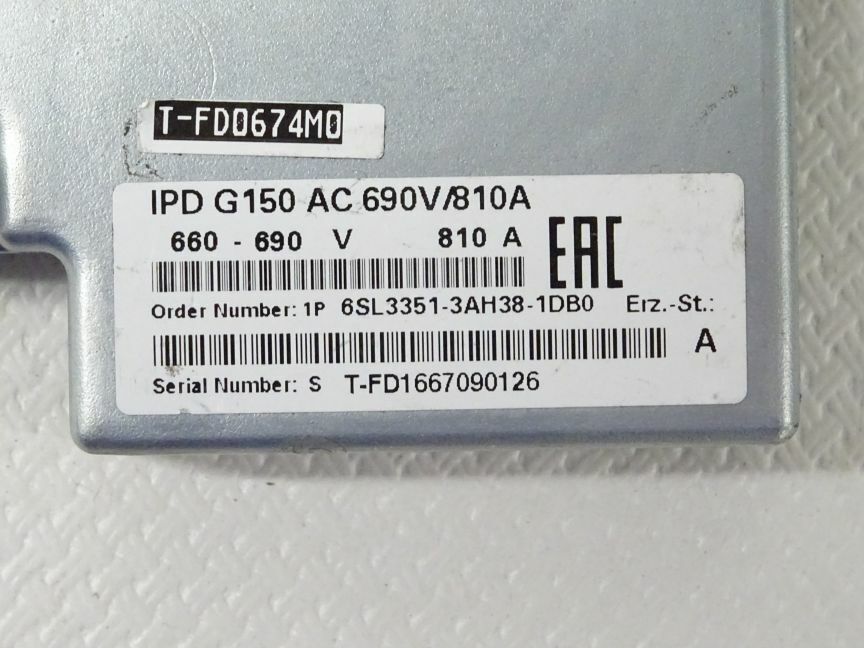 T-FD0674M0
IPD G150 AC 690V/810A
660 - 690 V 810 A
EAC
Order Number: 1P 6SL3351-3AH38-1DB0 Erz.-St.:
A
Serial Number: S T-FD1667090126